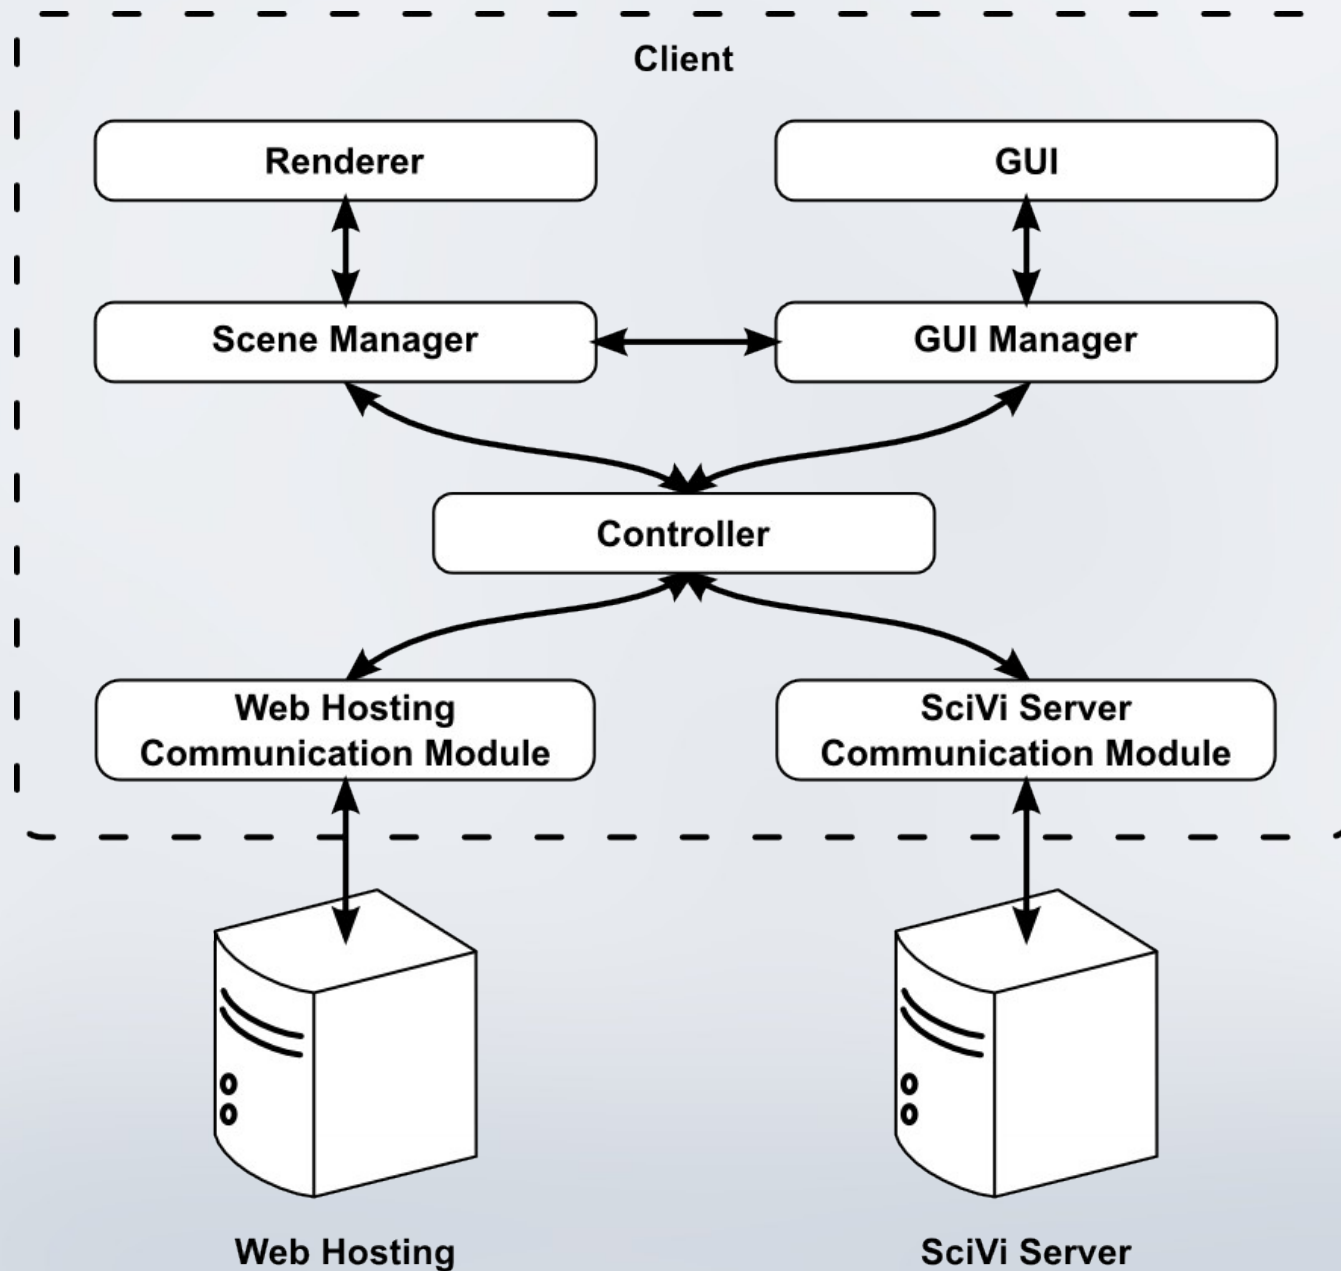 Client
Renderer
GUI
Scene Manager
GUI Manager
Controller
Web Hosting
Communication Module
SciVi Server
Communication Module
Web Hosting
SciVi Server